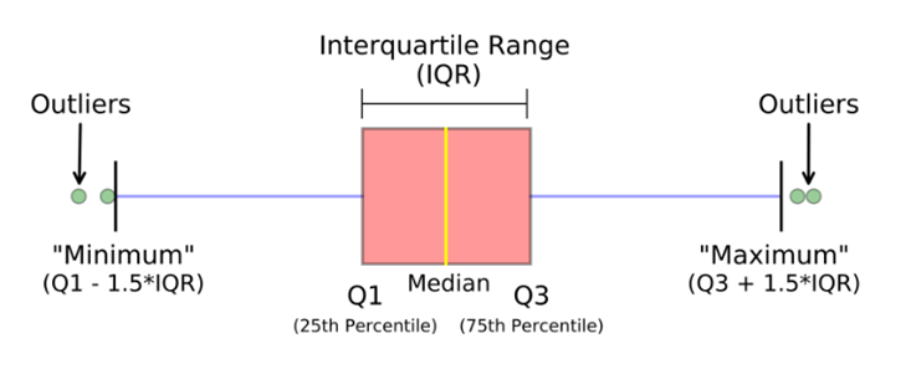 Interquartile Range
(IQR)
Outliers
Outliers
"Minimum"
(Q1 - 1.5*IQR)
"Maximum"
(Q3 + 1.5*IQR)
Median
Q1
Q3
(25th Percentile)
(75th Percentile)